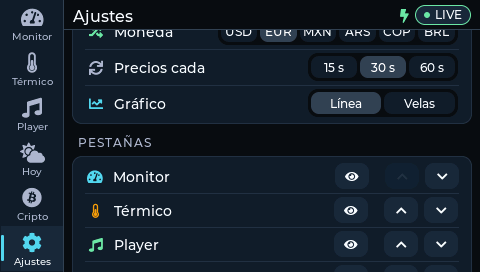 Ajustes
LIVE
Monitor
Térmico
Player
Hoy
Cripto
Ajustes
Moneda USD EUR MXN ARS COP BRL
Precios cada 15 s 30 s 60 s
Gráfico Línea Velas
PESTAÑAS
Monitor
Térmico
Player